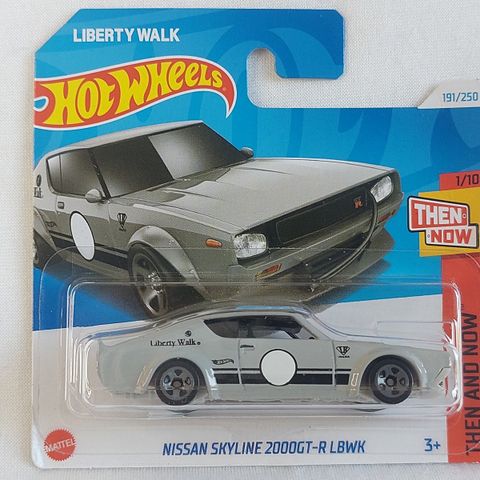 LIBERTY WALK
HOT WHEELS
191/250
1/10
THEN
AND
NOW
THEN AND NOW
Liberty Walk
MATTEL
NISSAN SKYLINE 2000GT-R LBWK
3+